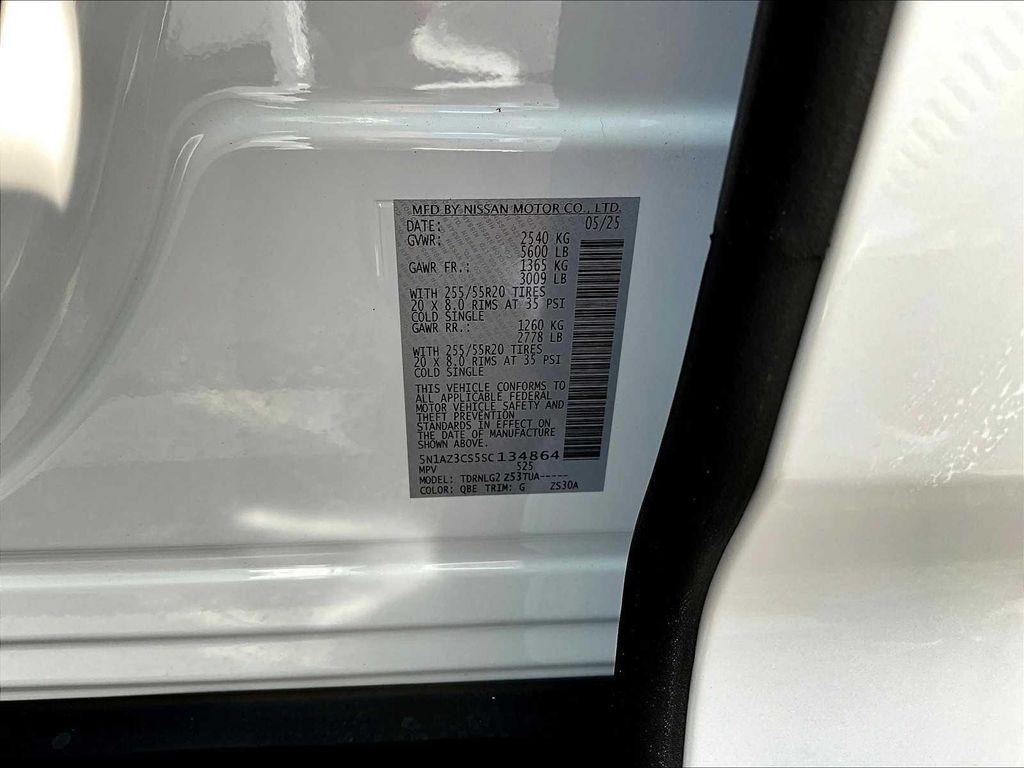 MFD BY NISSAN MOTOR CO., LTD.
DATE: 05/25
GVWR: 2540 KG
5600 LB
GAWR FR.: 1365 KG
3009 LB
WITH 255/55R20 TIRES
20 X 8.0 RIMS AT 35 PSI
COLD SINGLE
GAWR RR.: 1260 KG
2778 LB
WITH 255/55R20 TIRES
20 X 8.0 RIMS AT 35 PSI
COLD SINGLE
THIS VEHICLE CONFORMS TO
ALL APPLICABLE FEDERAL
MOTOR VEHICLE SAFETY AND
THEFT PREVENTION
STANDARDS IN EFFECT ON
THE DATE OF MANUFACTURE
SHOWN ABOVE.
5N1AZ3CS5SC134864
MPV 525
MODEL: TDRNLG2 Z53TUA-----
COLOR: QBE TRIM: G ZS30A